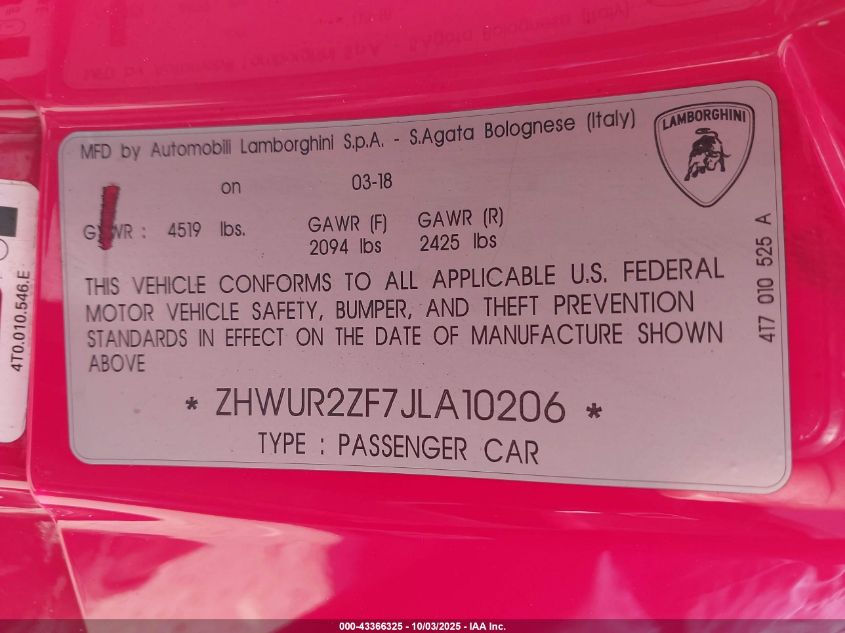 MFD by Automobili Lamborghini S.p.A. - S.Agata Bolognese (Italy)
LAMBORGHINI
on 03-18
GVWR : 4519 lbs.
GAWR (F)
2094 lbs
GAWR (R)
2425 lbs
THIS VEHICLE CONFORMS TO ALL APPLICABLE U.S. FEDERAL
MOTOR VEHICLE SAFETY, BUMPER, AND THEFT PREVENTION
STANDARDS IN EFFECT ON THE DATE OF MANUFACTURE SHOWN
ABOVE
* ZHWUR2ZF7JLA10206 *
TYPE : PASSENGER CAR
4T7 010 525 A
4T0.010.546.E
000-43366325 - 10/03/2025 - IAA Inc.